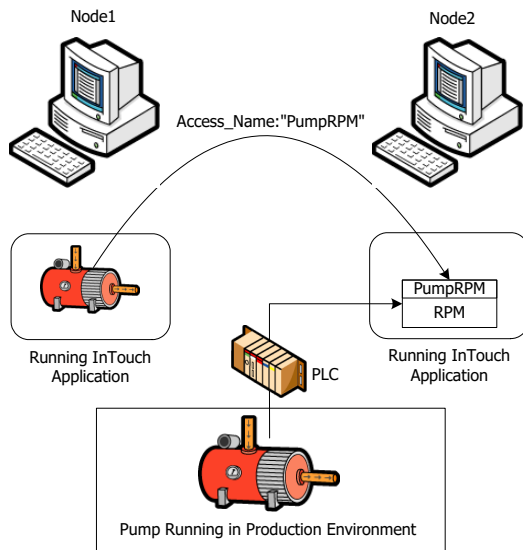 Node1
Node2
Access_Name:"PumpRPM"
PumpRPM
RPM
Running InTouch
Application
Running InTouch
Application
PLC
Pump Running in Production Environment